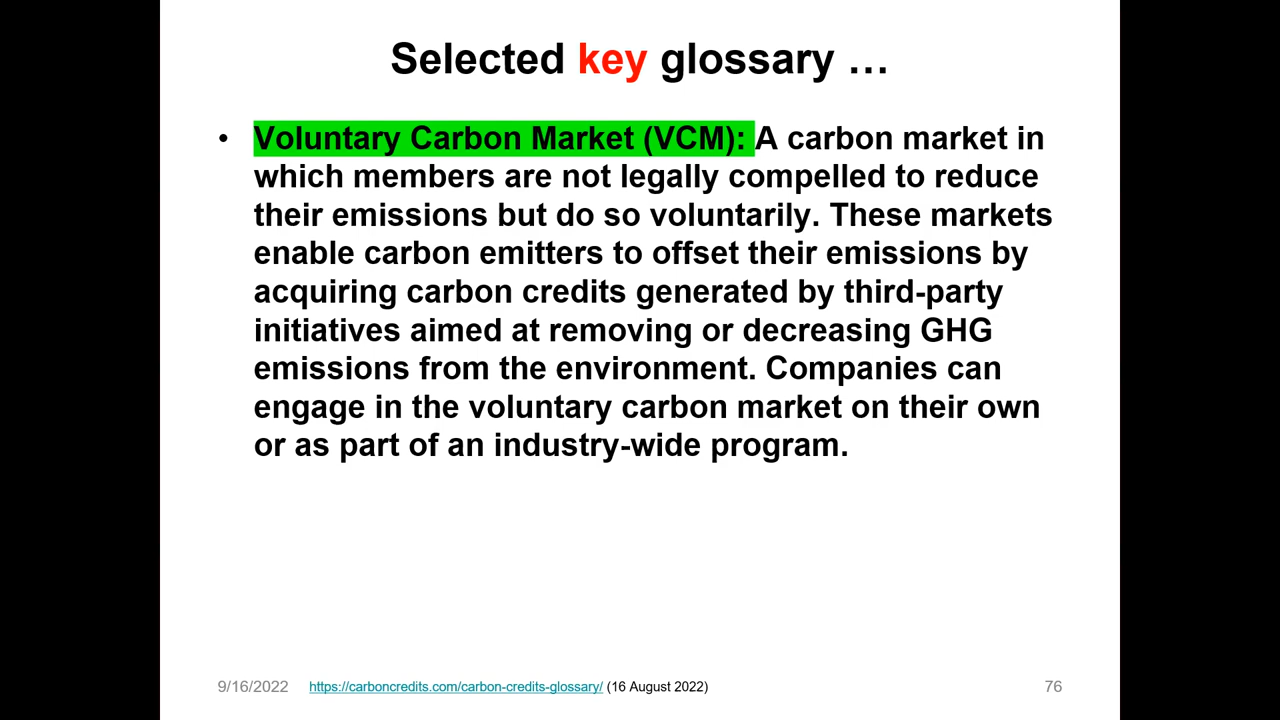 Selected key glossary …
• Voluntary Carbon Market (VCM): A carbon market in
which members are not legally compelled to reduce
their emissions but do so voluntarily. These markets
enable carbon emitters to offset their emissions by
acquiring carbon credits generated by third-party
initiatives aimed at removing or decreasing GHG
emissions from the environment. Companies can
engage in the voluntary carbon market on their own
or as part of an industry-wide program.
9/16/2022 https://carboncredits.com/carbon-credits-glossary/ (16 August 2022) 76